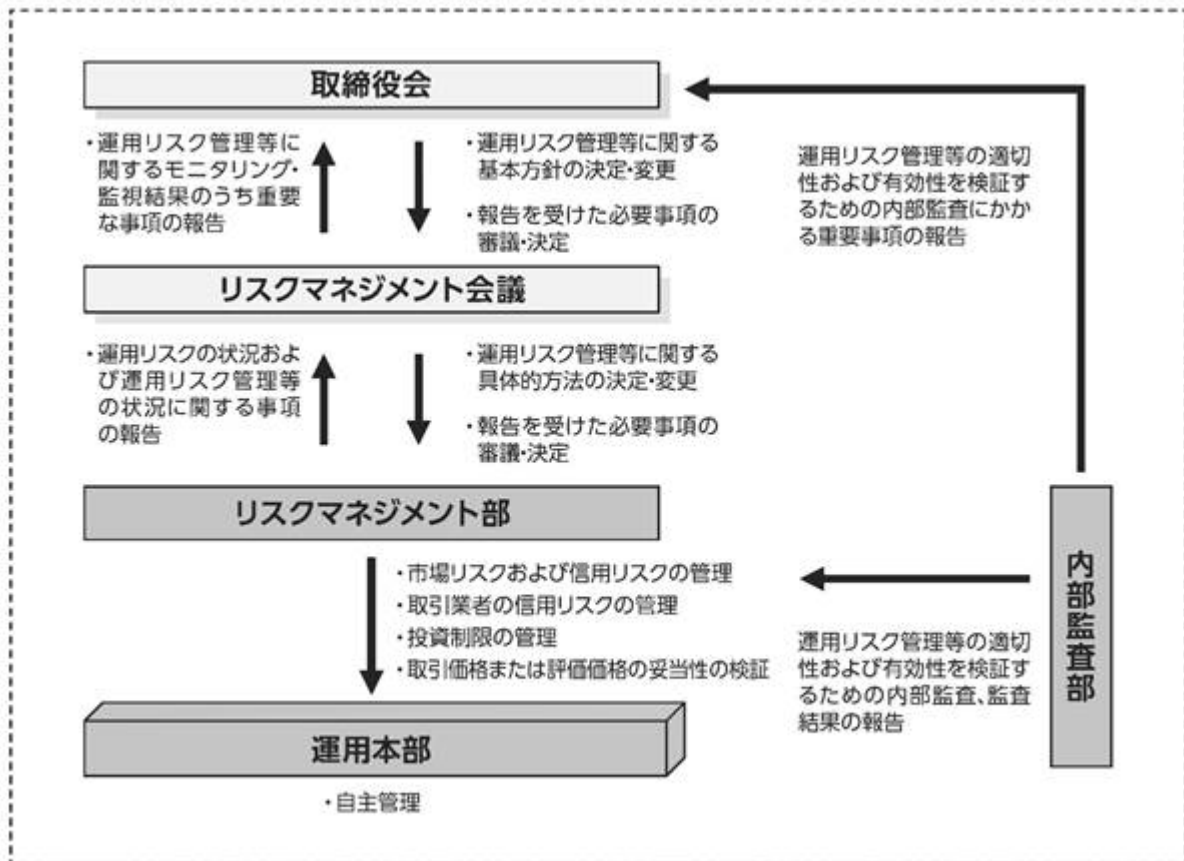 取締役会
・運用リスク管理等に
関するモニタリング・
監視結果のうち重要
な事項の報告
・運用リスク管理等に関する
基本方針の決定・変更
・報告を受けた必要事項の
審議・決定
運用リスク管理等の適切
性および有効性を検証す
るための内部監査にかか
る重要事項の報告
リスクマネジメント会議
・運用リスクの状況およ
び運用リスク管理等
の状況に関する事項
の報告
・運用リスク管理等に関する
具体的方法の決定・変更
・報告を受けた必要事項の
審議・決定
リスクマネジメント部
・市場リスクおよび信用リスクの管理
・取引業者の信用リスクの管理
・投資制限の管理
・取引価格または評価価格の妥当性の検証
運用リスク管理等の適切
性および有効性を検証す
るための内部監査、監査
結果の報告
内部監査部
運用本部
・自主管理